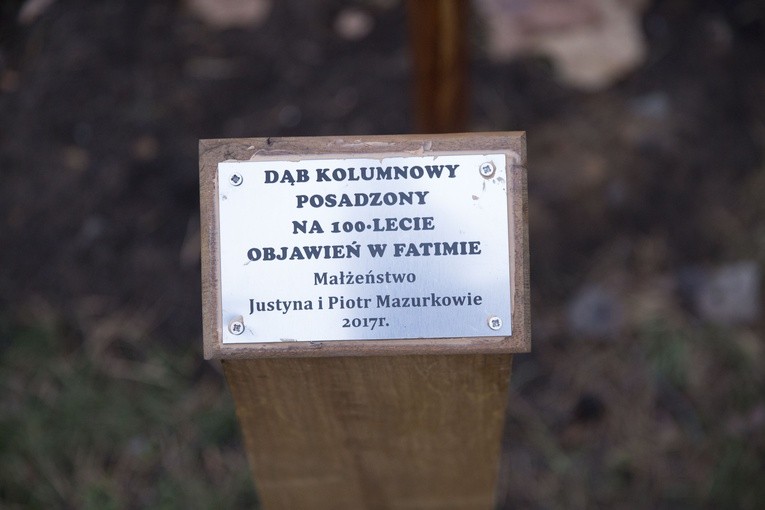 DĄB KOLUMNOWY
POSADZONY
NA 100-LECIE
OBJAWIEŃ W FATIMIE
Małżeństwo
Justyna i Piotr Mazurkowie
2017r.